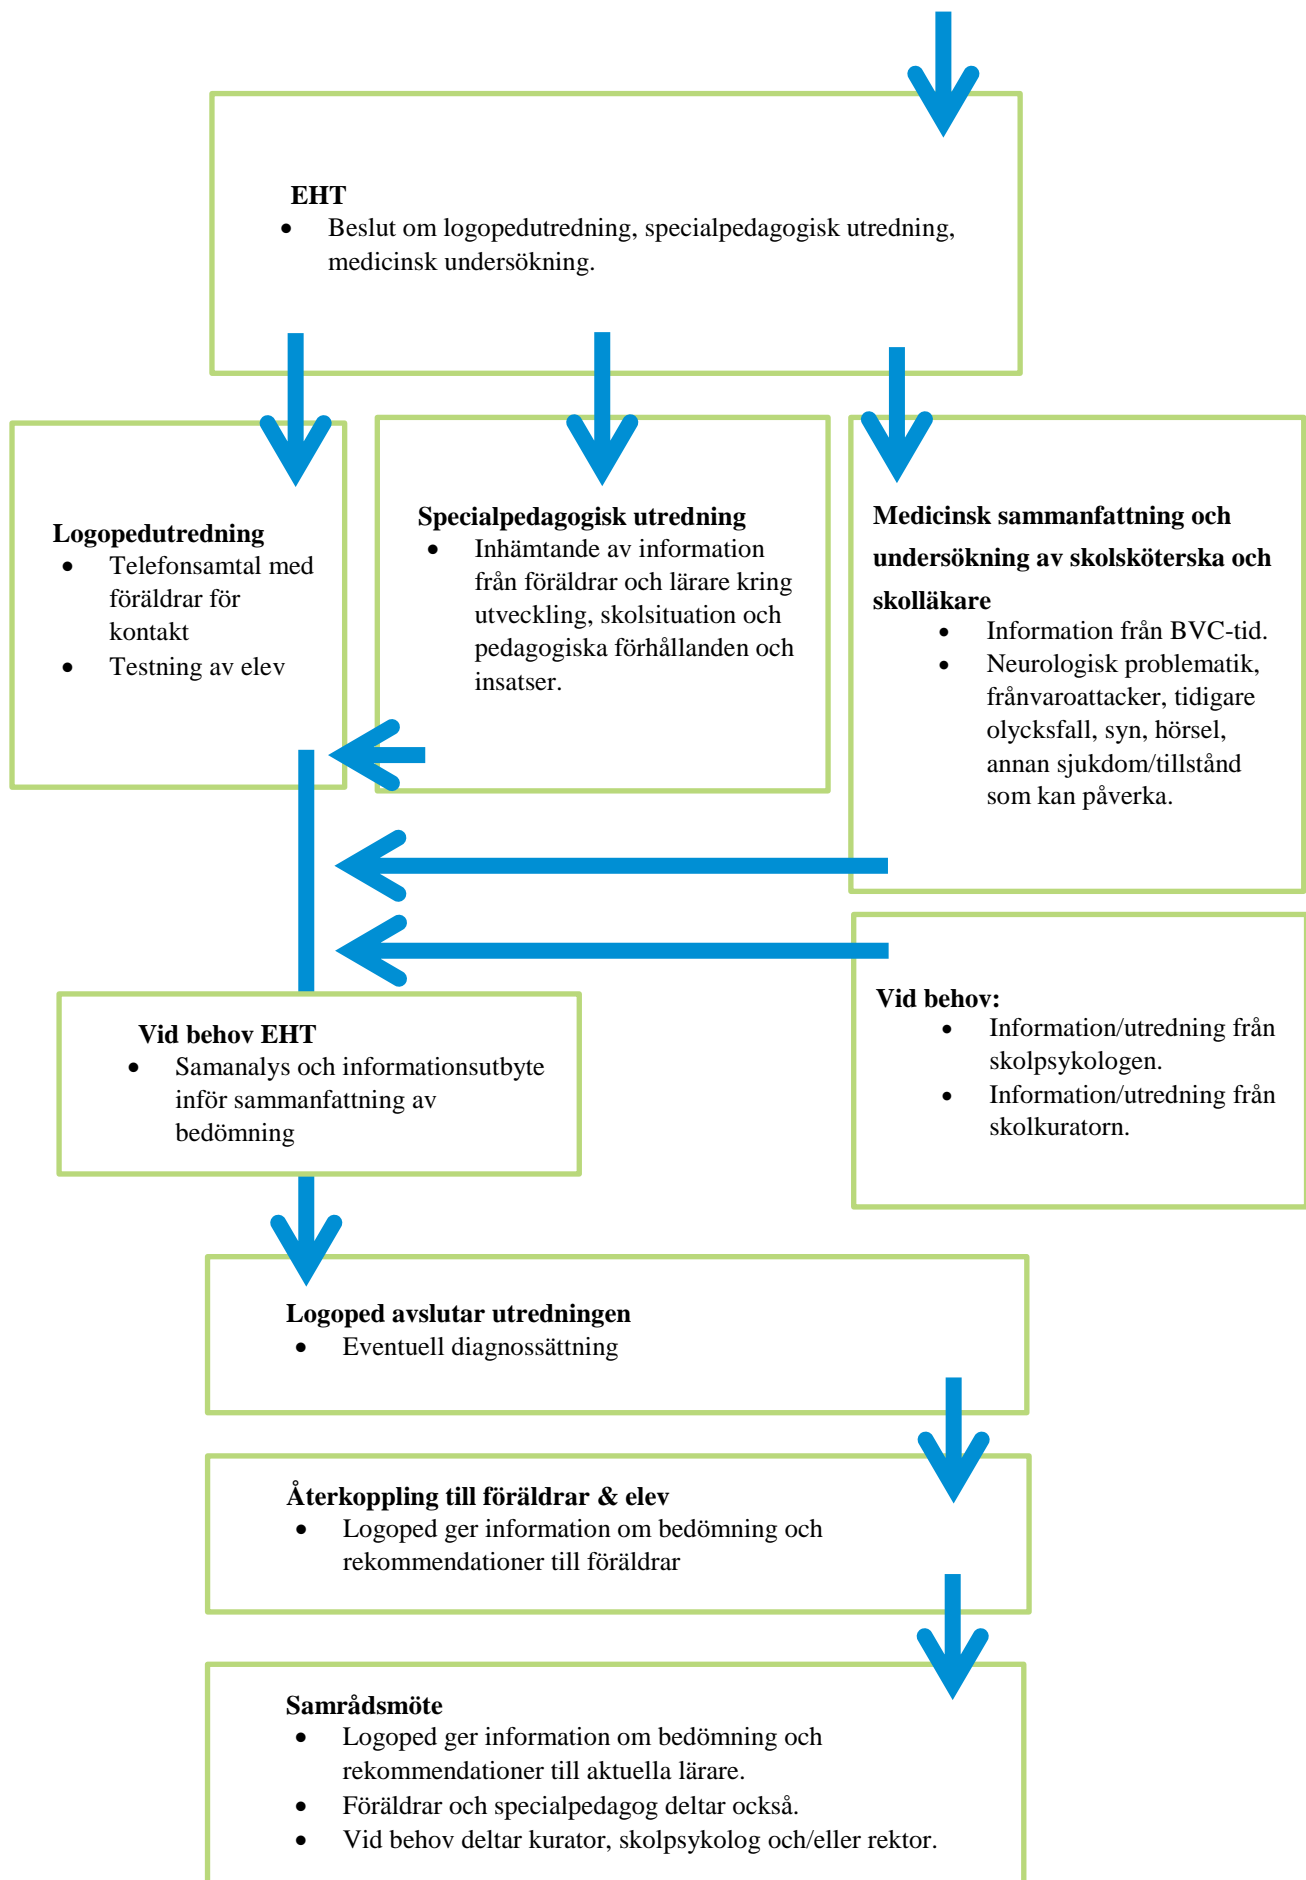 EHT
• Beslut om logopedutredning, specialpedagogisk utredning,
medicinsk undersökning.
Logopedutredning
• Telefonsamtal med
föräldrar för
kontakt
• Testning av elev
Specialpedagogisk utredning
• Inhämtande av information
från föräldrar och lärare kring
utveckling, skolsituation och
pedagogiska förhållanden och
insatser.
Medicinsk sammanfattning och
undersökning av skolsköterska och
skolläkare
• Information från BVC-tid.
• Neurologisk problematik,
frånvaroattacker, tidigare
olycksfall, syn, hörsel,
annan sjukdom/tillstånd
som kan påverka.
Vid behov:
• Information/utredning från
skolpsykologen.
• Information/utredning från
skolkuratorn.
Vid behov EHT
• Samanalys och informationsutbyte
inför sammanfattning av
bedömning
Logoped avslutar utredningen
• Eventuell diagnossättning
Återkoppling till föräldrar & elev
• Logoped ger information om bedömning och
rekommendationer till föräldrar
Samrådsmöte
• Logoped ger information om bedömning och
rekommendationer till aktuella lärare.
• Föräldrar och specialpedagog deltar också.
• Vid behov deltar kurator, skolpsykolog och/eller rektor.